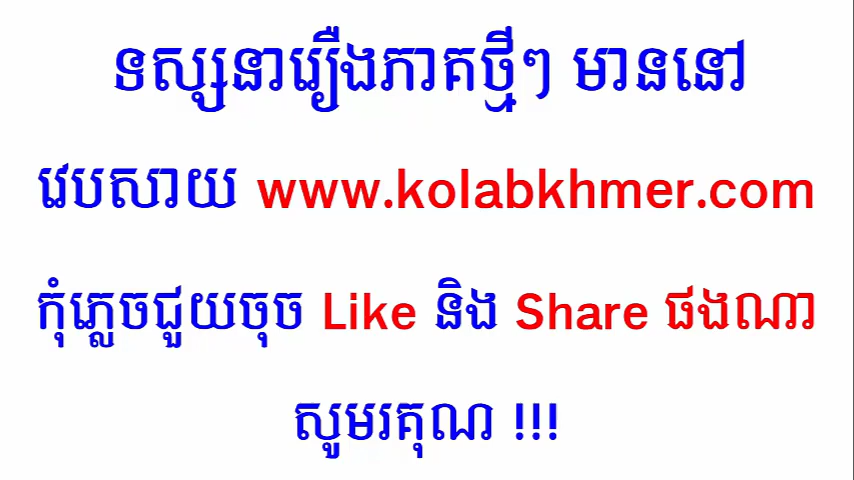 ទស្សនារឿងភាគថ្មីៗ មាននៅ
វេបសាយ www.kolabkhmer.com
កុំភ្លេចជួយចុច Like និង Share ផងណា
សូមរគុណ !!!